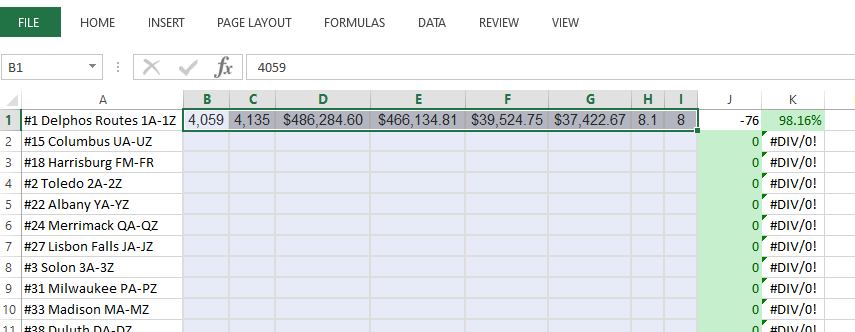 FILE HOME INSERT PAGE LAYOUT FORMULAS DATA REVIEW VIEW
B1 fx 4059
A B C D E F G H I J K
1 #1 Delphos Routes 1A-1Z 4,059 4,135 $486,284.60 $466,134.81 $39,524.75 $37,422.67 8.1 8 -76 98.16%
2 #15 Columbus UA-UZ 0 #DIV/0!
3 #18 Harrisburg FM-FR 0 #DIV/0!
4 #2 Toledo 2A-2Z 0 #DIV/0!
5 #22 Albany YA-YZ 0 #DIV/0!
6 #24 Merrimack QA-QZ 0 #DIV/0!
7 #27 Lisbon Falls JA-JZ 0 #DIV/0!
8 #3 Solon 3A-3Z 0 #DIV/0!
9 #31 Milwaukee PA-PZ 0 #DIV/0!
10 #33 Madison MA-MZ 0 #DIV/0!
11 #38 Duluth DA-DZ 0 #DIV/0!